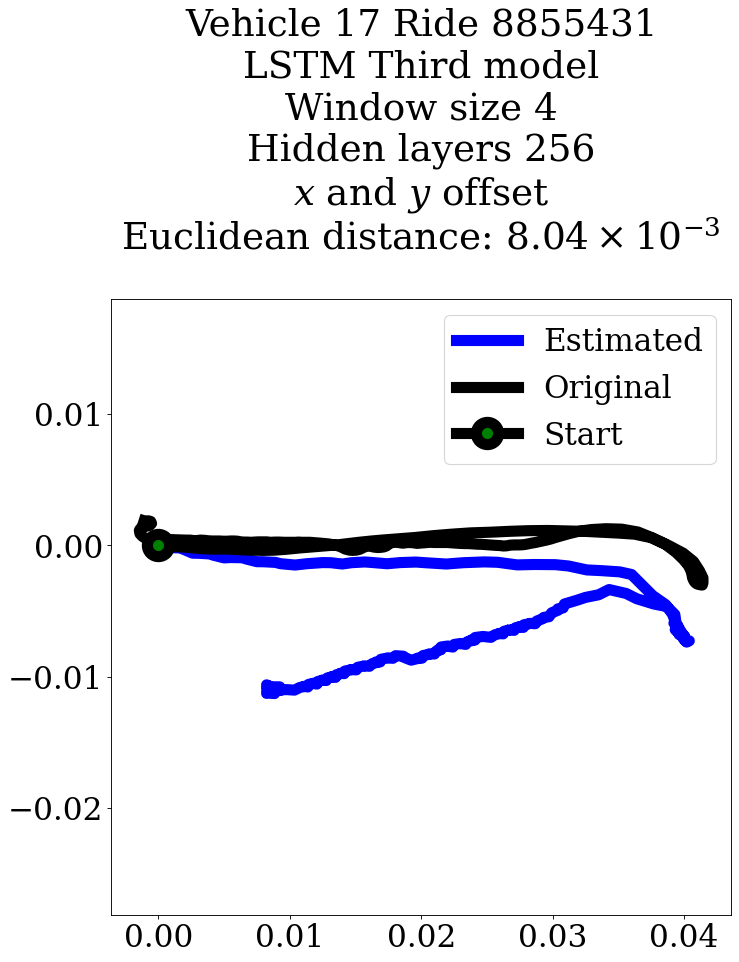 Vehicle 17 Ride 8855431
LSTM Third model
Window size 4
Hidden layers 256
x and y offset
Euclidean distance: 8.04 × 10⁻³
Estimated
Original
Start
0.01
0.00
−0.01
−0.02
0.00 0.01 0.02 0.03 0.04